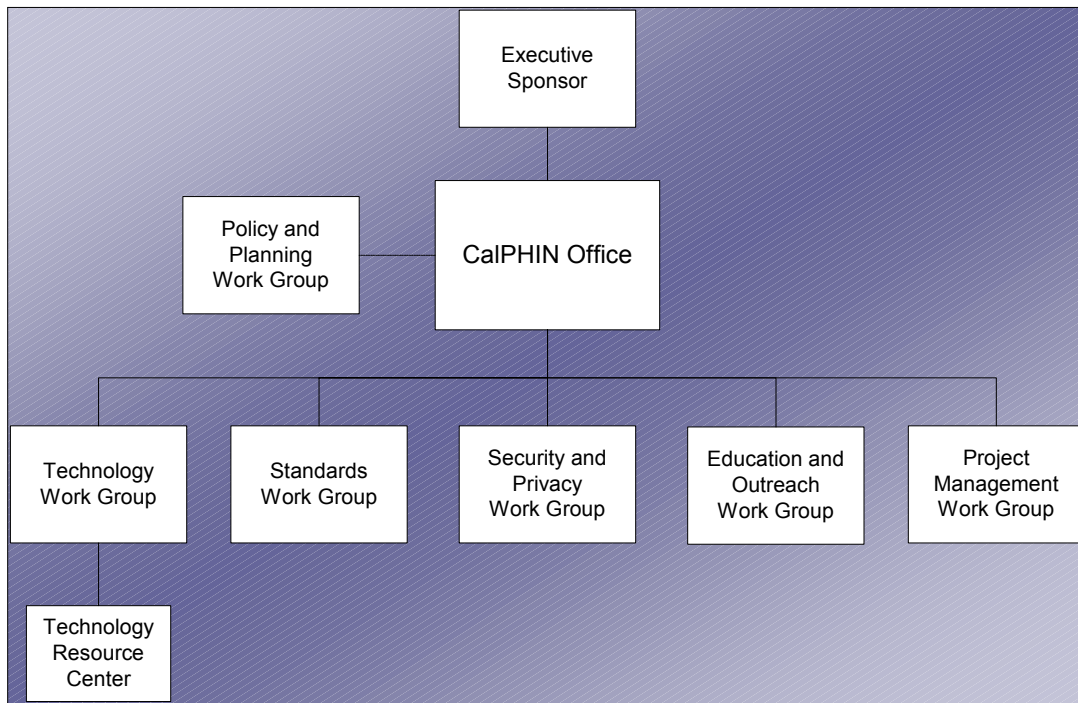 Executive
Sponsor
Policy and
Planning
Work Group
CalPHIN Office
Technology
Work Group
Standards
Work Group
Security and
Privacy
Work Group
Education and
Outreach
Work Group
Project
Management
Work Group
Technology
Resource
Center